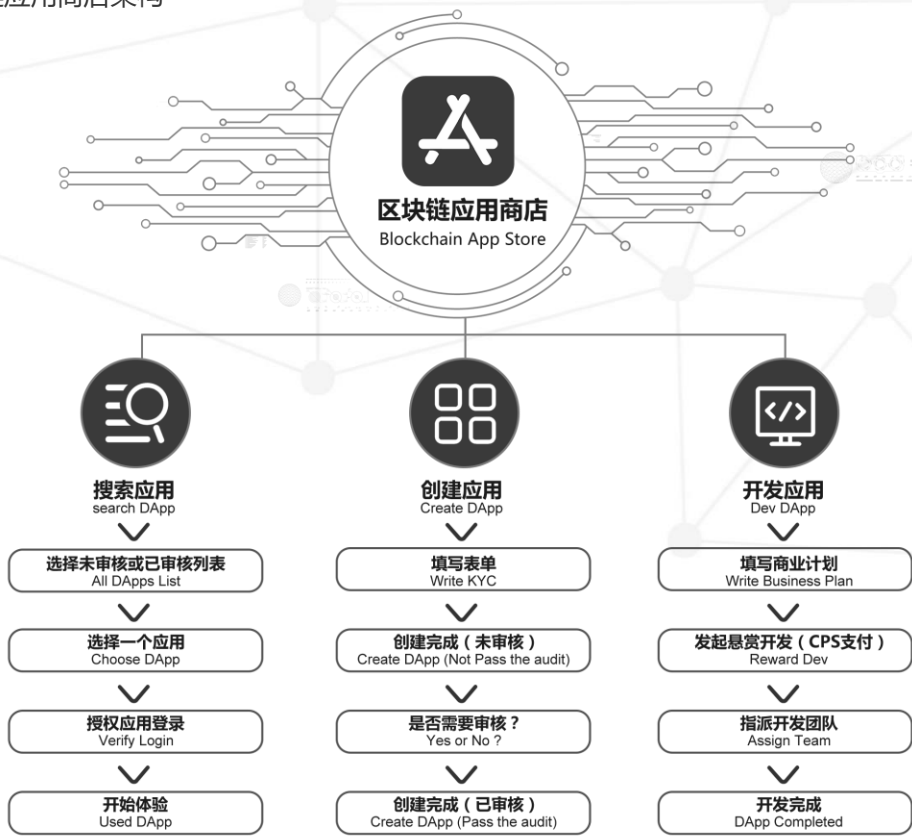 应用商店架构
区块链应用商店
Blockchain App Store
搜索应用
search DApp
选择未审核或已审核列表
All DApps List
选择一个应用
Choose DApp
授权应用登录
Verify Login
开始体验
Used DApp
创建应用
Create DApp
填写表单
Write KYC
创建完成（未审核）
Create DApp (Not Pass the audit)
是否需要审核？
Yes or No ?
创建完成（已审核）
Create DApp (Pass the audit)
开发应用
Dev DApp
填写商业计划
Write Business Plan
发起悬赏开发（CPS支付）
Reward Dev
指派开发团队
Assign Team
开发完成
DApp Completed